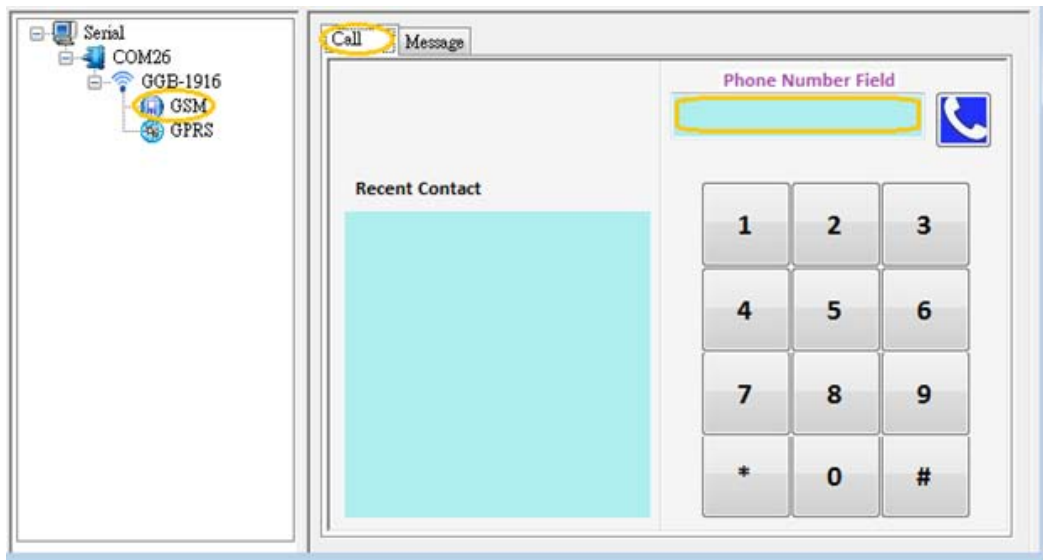 Serial
COM26
GGB-1916
GSM
GPRS
Call
Message
Phone Number Field
Recent Contact
1 2 3
4 5 6
7 8 9
* 0 #